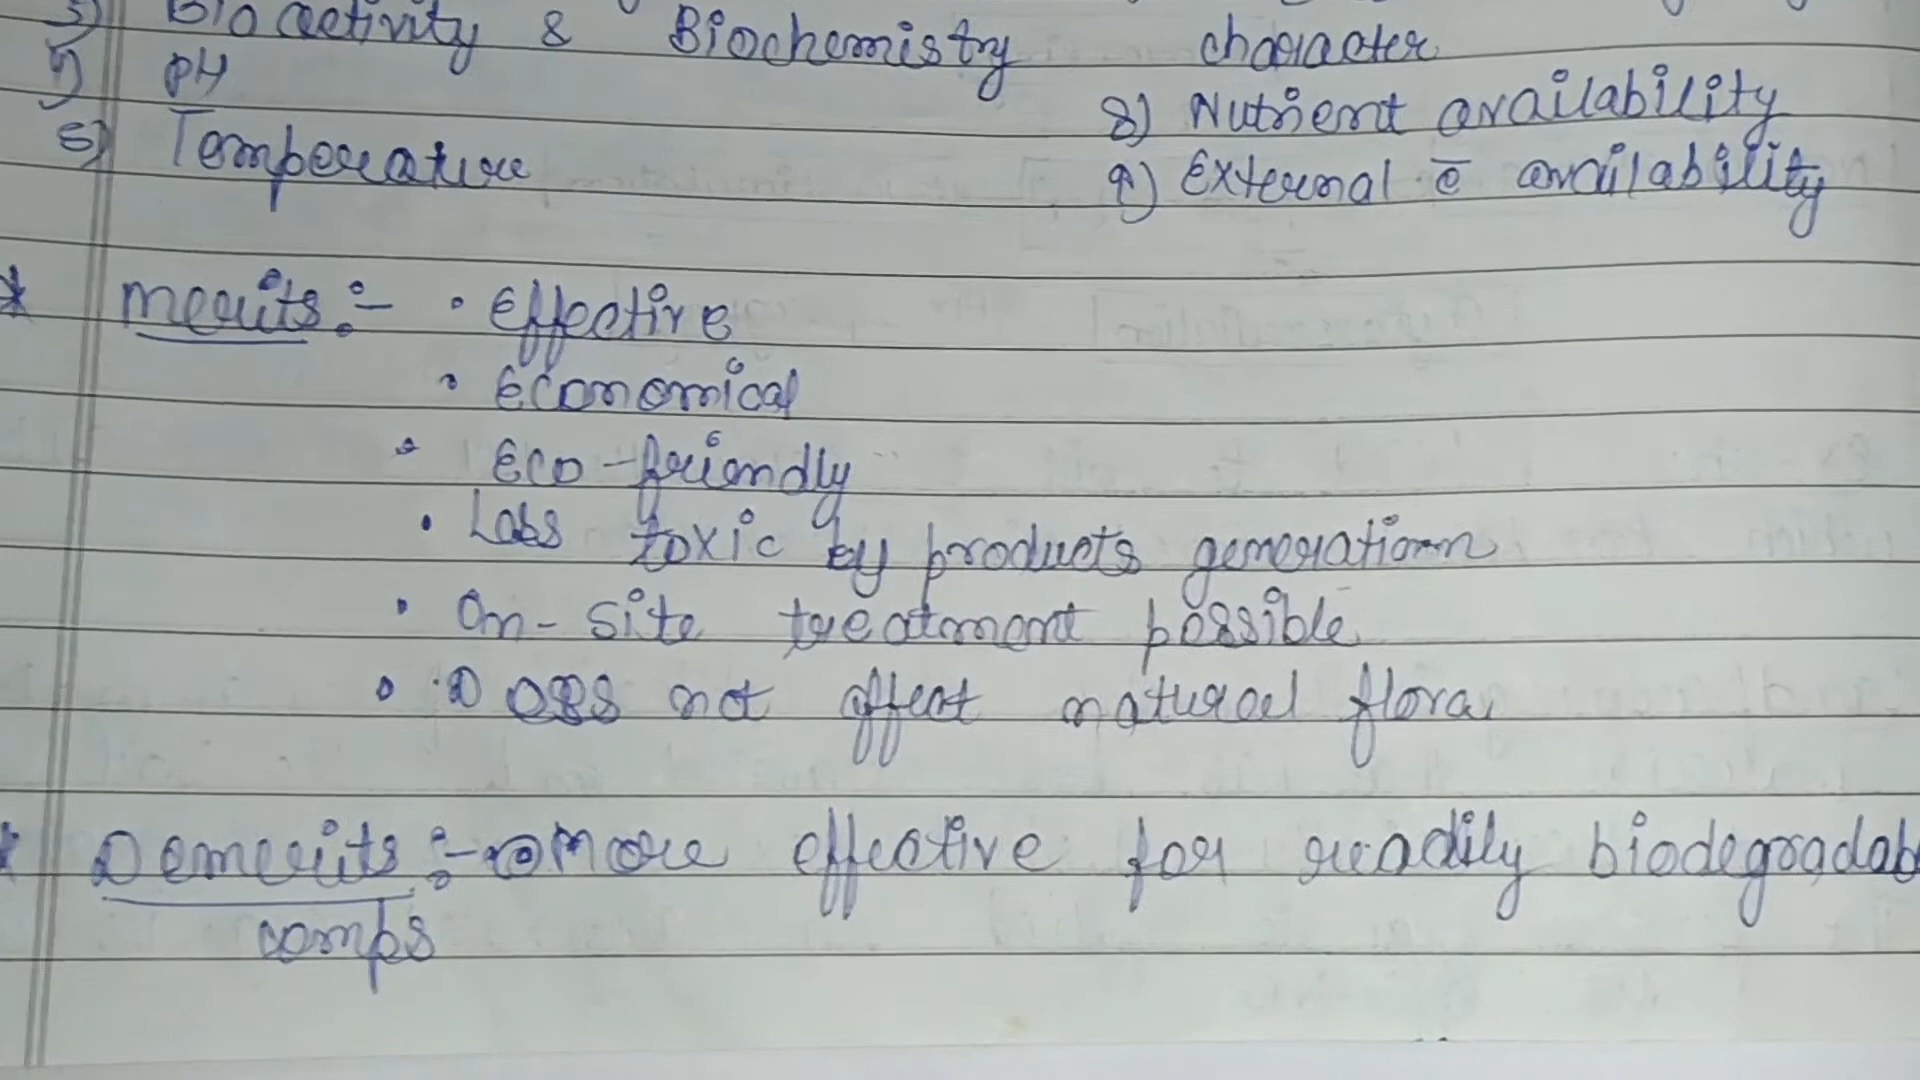 3) Bioactivity & Biochemistry
4) pH
5) Temperature
character
8) Nutrient availability
9) External ē availability
* Merits :- • Effective
• Economical
• Eco-friendly
• Less toxic by products generation
• On-site treatment possible
• Does not affect natural flora
* Demerits :- More effective for readily biodegradab
comps